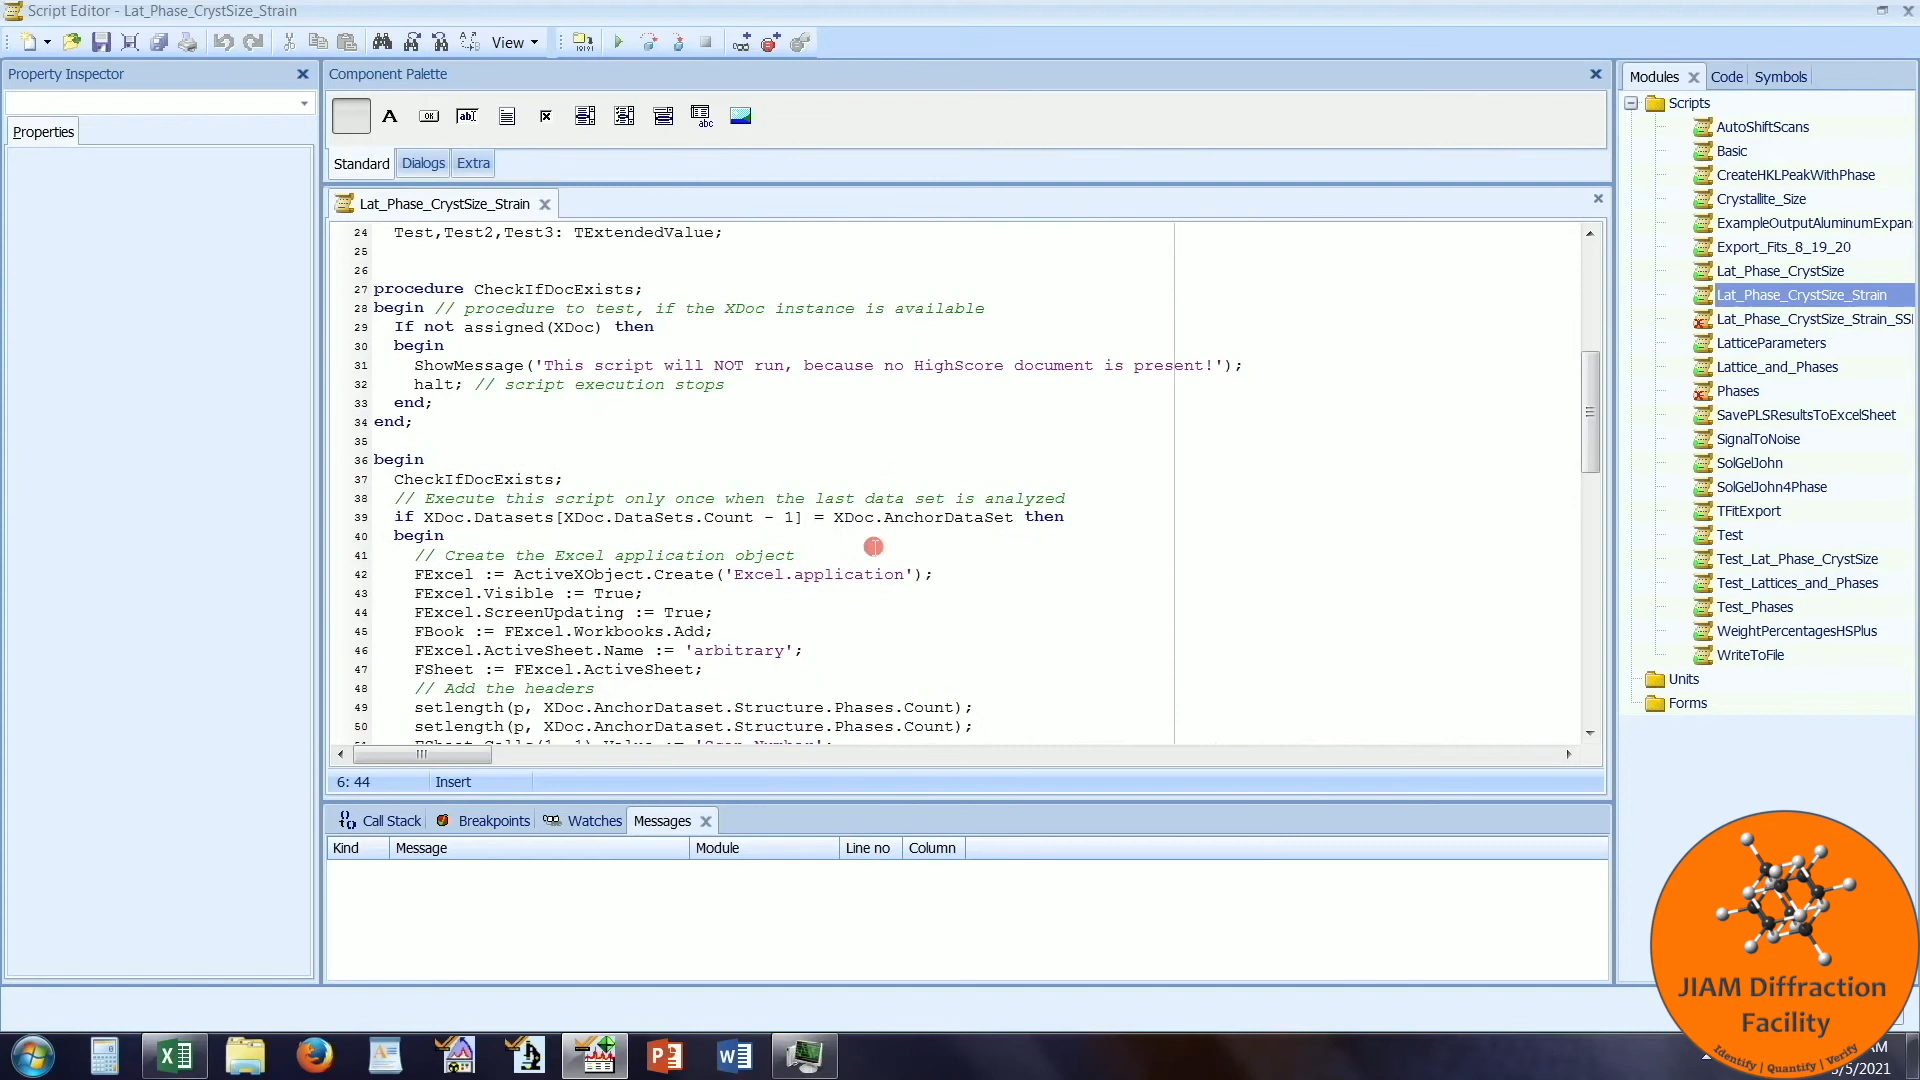 Script Editor - Lat_Phase_CrystSize_Strain
View
Property Inspector
Properties
Component Palette
A
OK
ab
abc
Standard
Dialogs
Extra
Lat_Phase_CrystSize_Strain
24 Test,Test2,Test3: TExtendedValue;
25
26
27 procedure CheckIfDocExists;
28 begin // procedure to test, if the XDoc instance is available
29 If not assigned(XDoc) then
30 begin
31 ShowMessage('This script will NOT run, because no HighScore document is present!');
32 halt; // script execution stops
33 end;
34 end;
35
36 begin
37 CheckIfDocExists;
38 // Execute this script only once when the last data set is analyzed
39 if XDoc.Datasets[XDoc.DataSets.Count - 1] = XDoc.AnchorDataSet then
40 begin
41 // Create the Excel application object
42 FExcel := ActiveXObject.Create('Excel.application');
43 FExcel.Visible := True;
44 FExcel.ScreenUpdating := True;
45 FBook := FExcel.Workbooks.Add;
46 FExcel.ActiveSheet.Name := 'arbitrary';
47 FSheet := FExcel.ActiveSheet;
48 // Add the headers
49 setlength(p, XDoc.AnchorDataset.Structure.Phases.Count);
50 setlength(p, XDoc.AnchorDataset.Structure.Phases.Count);
6: 44
Insert
Call Stack
Breakpoints
Watches
Messages
Kind
Message
Module
Line no
Column
Modules
Code
Symbols
Scripts
AutoShiftScans
Basic
CreateHKLPeakWithPhase
Crystallite_Size
ExampleOutputAluminumExpan
Export_Fits_8_19_20
Lat_Phase_CrystSize
Lat_Phase_CrystSize_Strain
Lat_Phase_CrystSize_Strain_SS
LatticeParameters
Lattice_and_Phases
Phases
SavePLSResultsToExcelSheet
SignalToNoise
SolGelJohn
SolGelJohn4Phase
TFitExport
Test
Test_Lat_Phase_CrystSize
Test_Lattices_and_Phases
Test_Phases
WeightPercentagesHSPlus
WriteToFile
Units
Forms
JIAM Diffraction
Facility
Identify | Quantify | Verify
AM
/5/2021